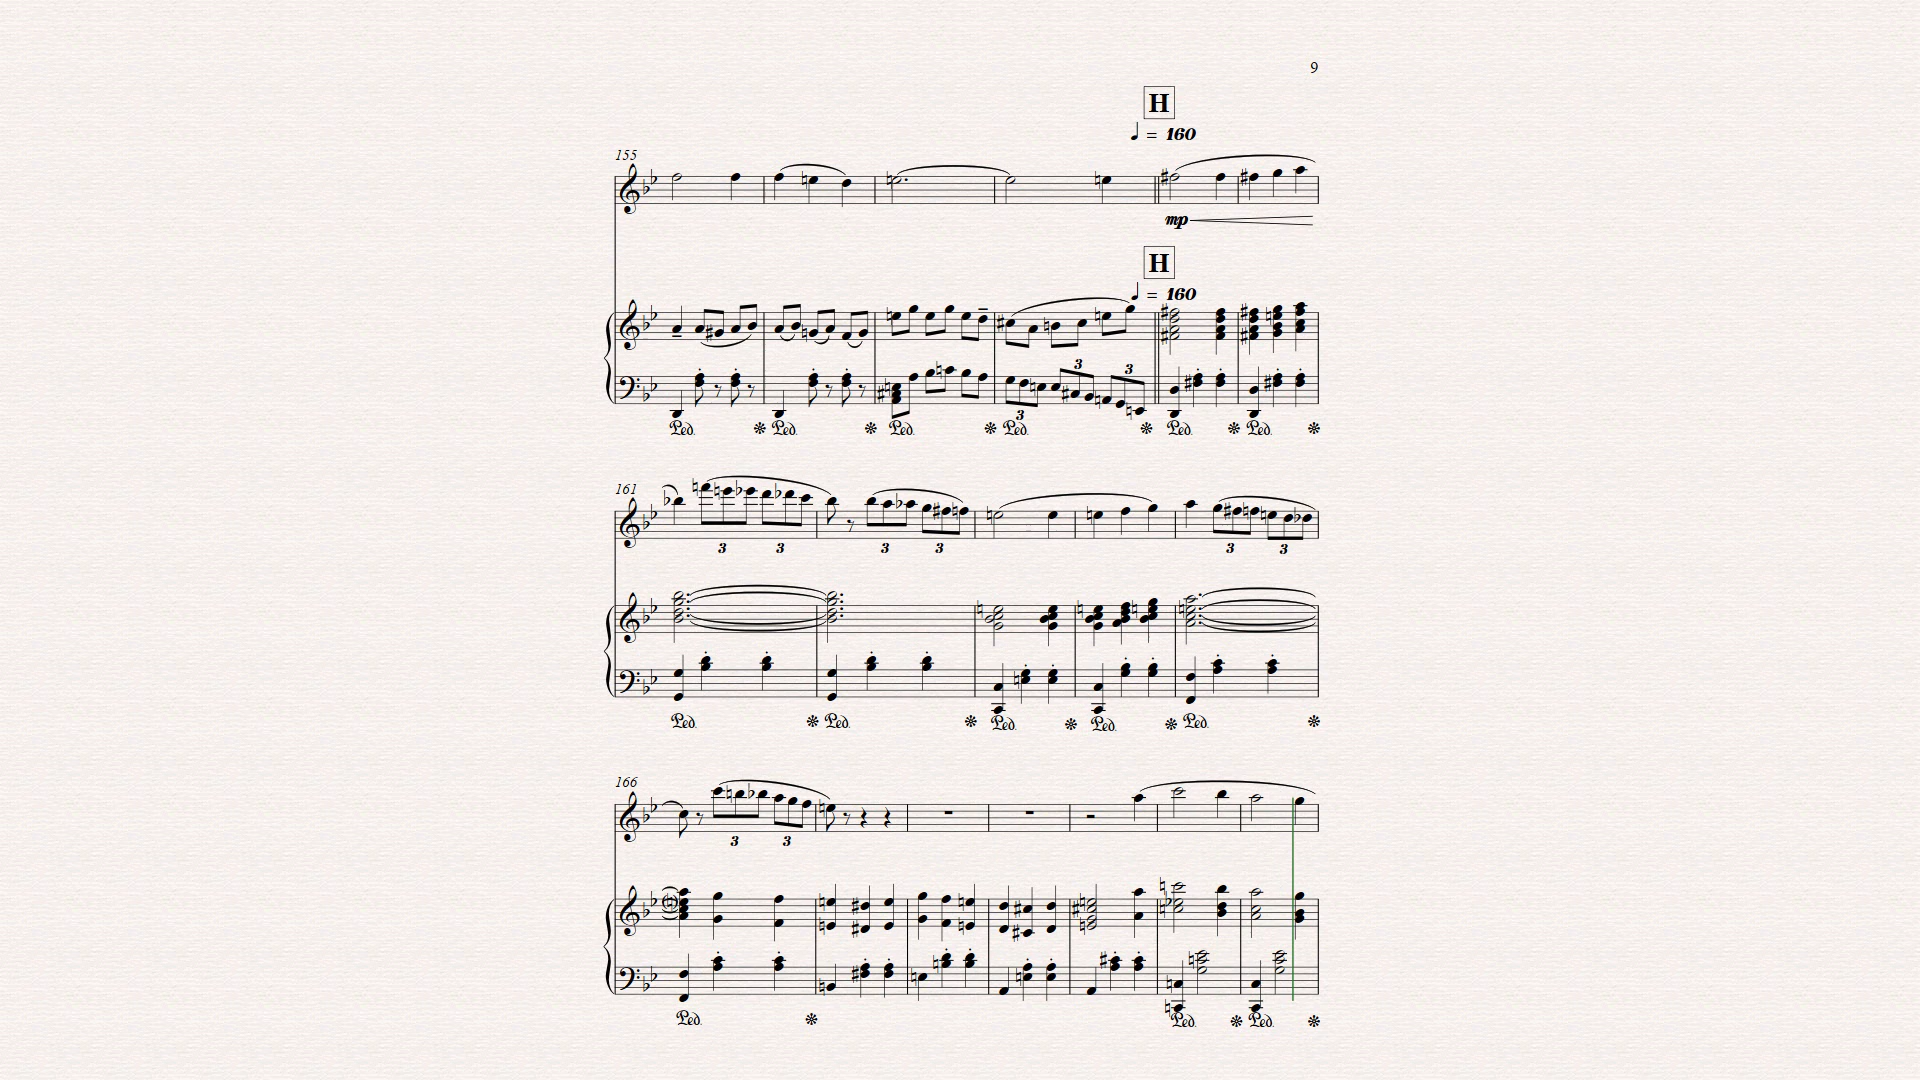 9
H
♩ = 160
155
mp
H
♩ = 160
3 3
3
Ped. Ped. Ped. Ped. Ped. Ped.
161
3 3 3 3 3 3
Ped. Ped. Ped. Ped. Ped.
166
3 3
Ped. Ped. Ped.